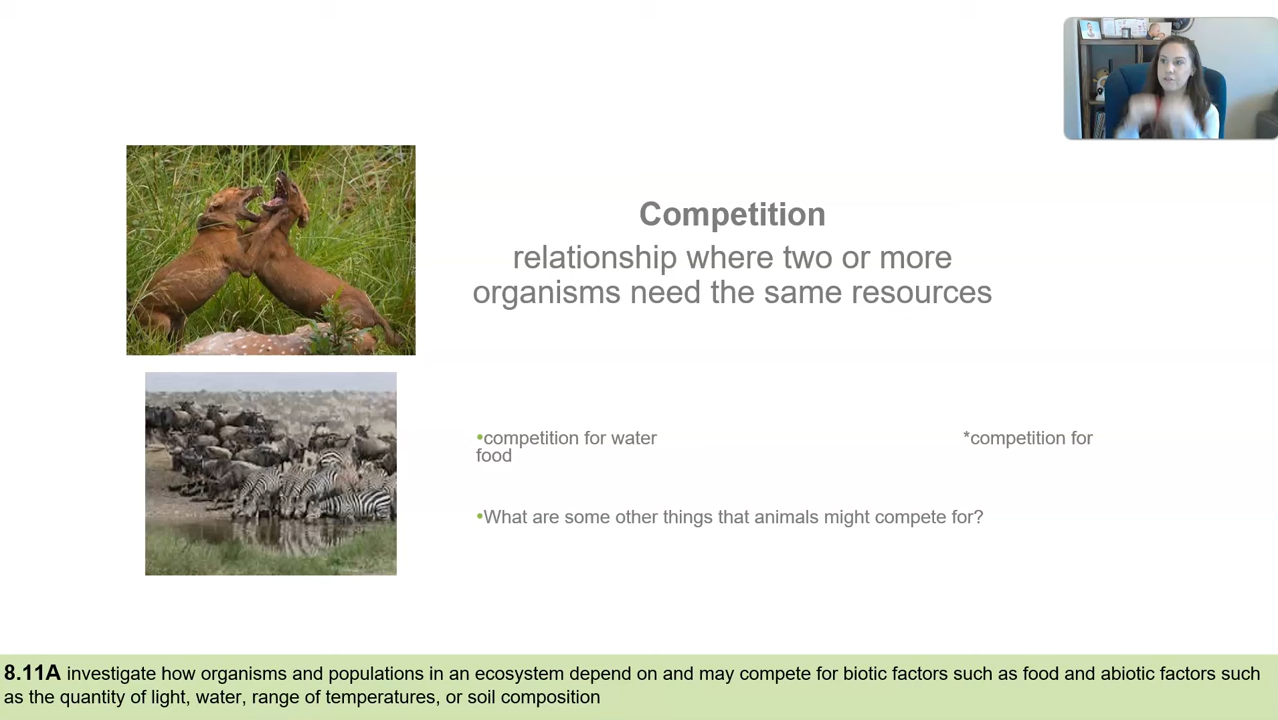 Competition
relationship where two or more
organisms need the same resources
•competition for water *competition for
food
•What are some other things that animals might compete for?
8.11A investigate how organisms and populations in an ecosystem depend on and may compete for biotic factors such as food and abiotic factors such
as the quantity of light, water, range of temperatures, or soil composition